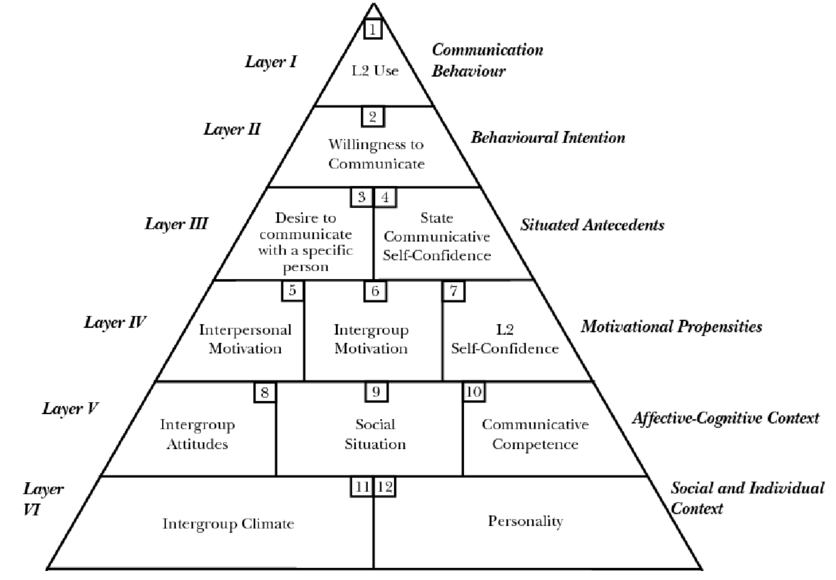 1
Layer I
L2 Use
Communication
Behaviour
2
Layer II
Willingness to
Communicate
Behavioural Intention
3 4
Layer III
Desire to
communicate
with a specific
person
State
Communicative
Self-Confidence
Situated Antecedents
5 6 7
Layer IV
Interpersonal
Motivation
Intergroup
Motivation
L2
Self-Confidence
Motivational Propensities
8 9 10
Layer V
Intergroup
Attitudes
Social
Situation
Communicative
Competence
Affective-Cognitive Context
11 12
Layer
VI
Intergroup Climate
Personality
Social and Individual
Context